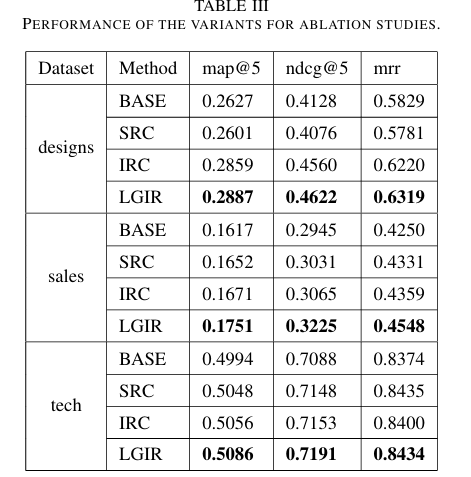 TABLE III
PERFORMANCE OF THE VARIANTS FOR ABLATION STUDIES.
Dataset Method map@5 ndcg@5 mrr
designs
BASE 0.2627 0.4128 0.5829
SRC 0.2601 0.4076 0.5781
IRC 0.2859 0.4560 0.6220
LGIR 0.2887 0.4622 0.6319
sales
BASE 0.1617 0.2945 0.4250
SRC 0.1652 0.3031 0.4331
IRC 0.1671 0.3065 0.4359
LGIR 0.1751 0.3225 0.4548
tech
BASE 0.4994 0.7088 0.8374
SRC 0.5048 0.7148 0.8435
IRC 0.5056 0.7153 0.8400
LGIR 0.5086 0.7191 0.8434